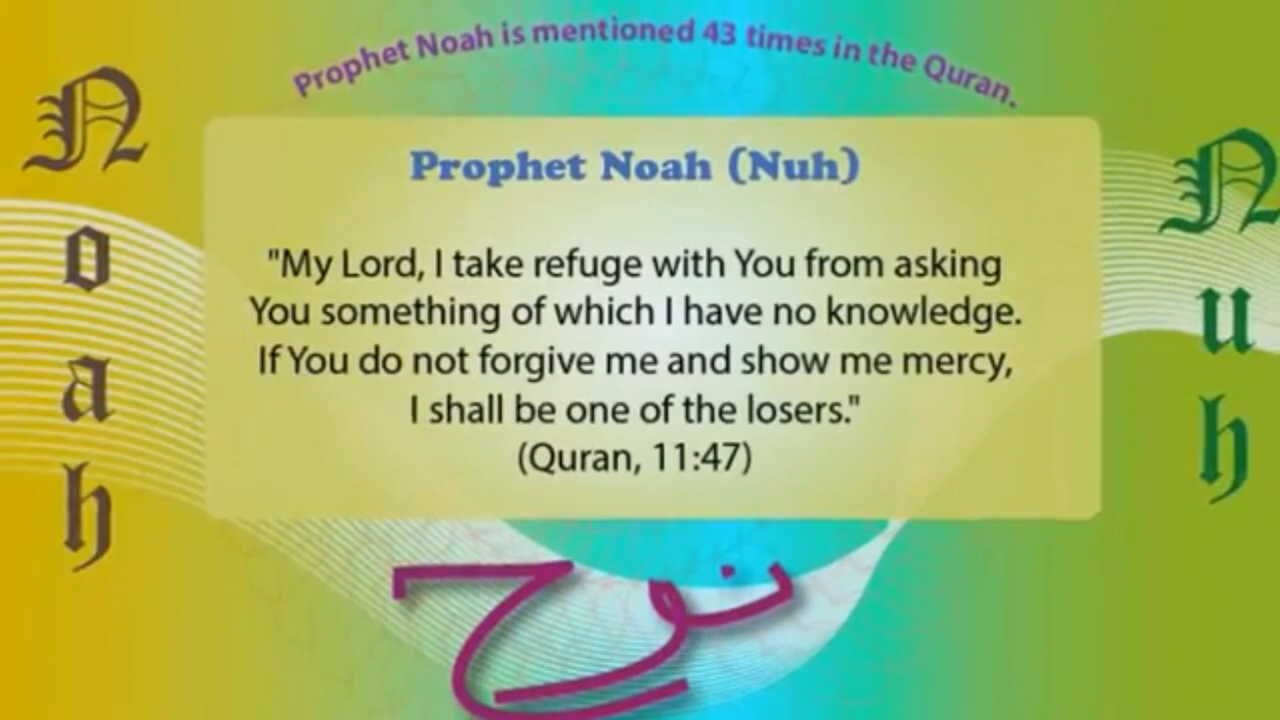 Prophet Noah is mentioned 43 times in the Quran.
Noah
Prophet Noah (Nuh)
"My Lord, I take refuge with You from asking
You something of which I have no knowledge.
If You do not forgive me and show me mercy,
I shall be one of the losers."
(Quran, 11:47)
Nuh
نوح